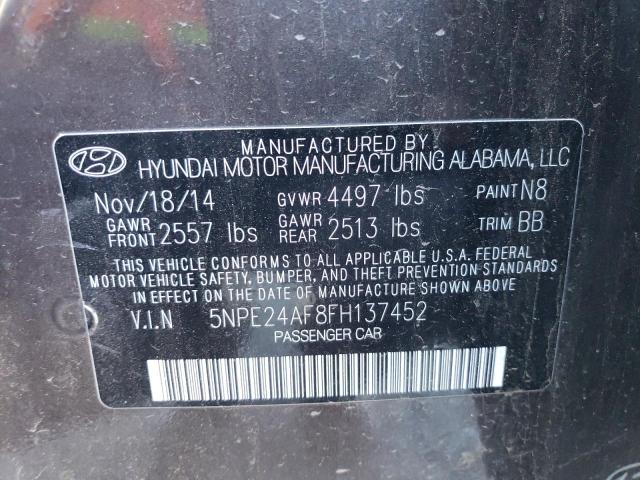 MANUFACTURED BY
HYUNDAI MOTOR MANUFACTURING ALABAMA, LLC
Nov/18/14 GVWR 4497 lbs PAINT N8
GAWR FRONT 2557 lbs GAWR REAR 2513 lbs TRIM BB
THIS VEHICLE CONFORMS TO ALL APPLICABLE U.S.A. FEDERAL
MOTOR VEHICLE SAFETY, BUMPER, AND THEFT PREVENTION STANDARDS
IN EFFECT ON THE DATE OF MANUFACTURE SHOWN ABOVE.
V.I.N 5NPE24AF8FH137452
PASSENGER CAR